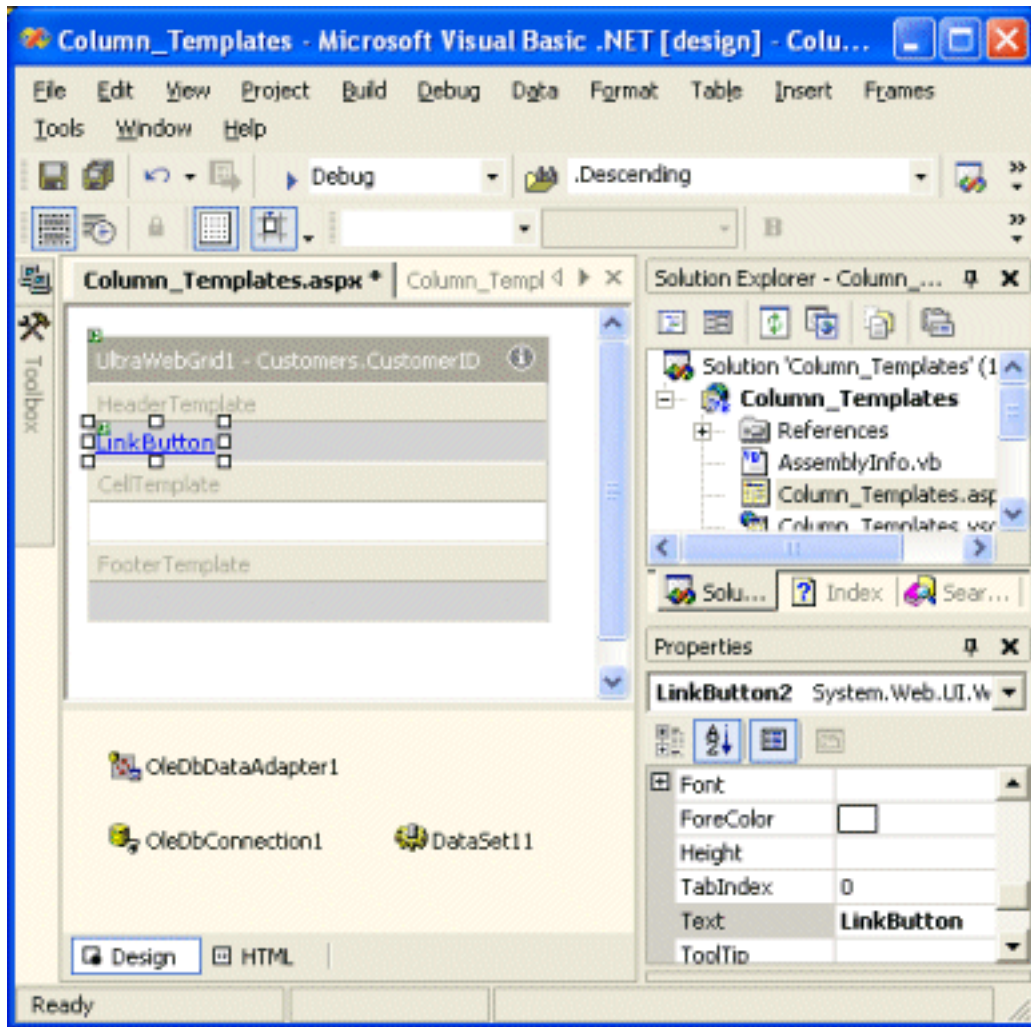 Column_Templates - Microsoft Visual Basic .NET [design] - Colu...
File Edit View Project Build Debug Data Format Table Insert Frames
Tools Window Help
Debug .Descending
B
Column_Templates.aspx * Column_Templ
Toolbox
UltraWebGrid1 - Customers.CustomerID
HeaderTemplate
LinkButton
CellTemplate
FooterTemplate
OleDbDataAdapter1
OleDbConnection1 DataSet11
Design HTML
Solution Explorer - Column_...
Solution 'Column_Templates' (1
Column_Templates
References
AssemblyInfo.vb
Column_Templates.asp
Column_Templates.vsc
Solu... Index Sear...
Properties
LinkButton2 System.Web.UI.W
Font
ForeColor
Height
TabIndex 0
Text LinkButton
ToolTip
Ready